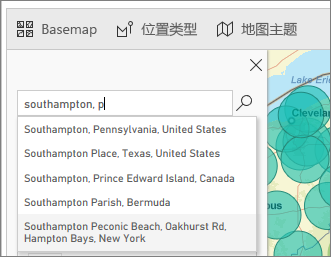 Basemap 位置类型 地图主题
Lake Erie
southampton, p
Clevela
Southampton, Pennsylvania, United States
Southampton Place, Texas, United States
Southampton, Prince Edward Island, Canada
Southampton Parish, Bermuda
Southampton Peconic Beach, Oakhurst Rd,
Hampton Bays, New York
bus